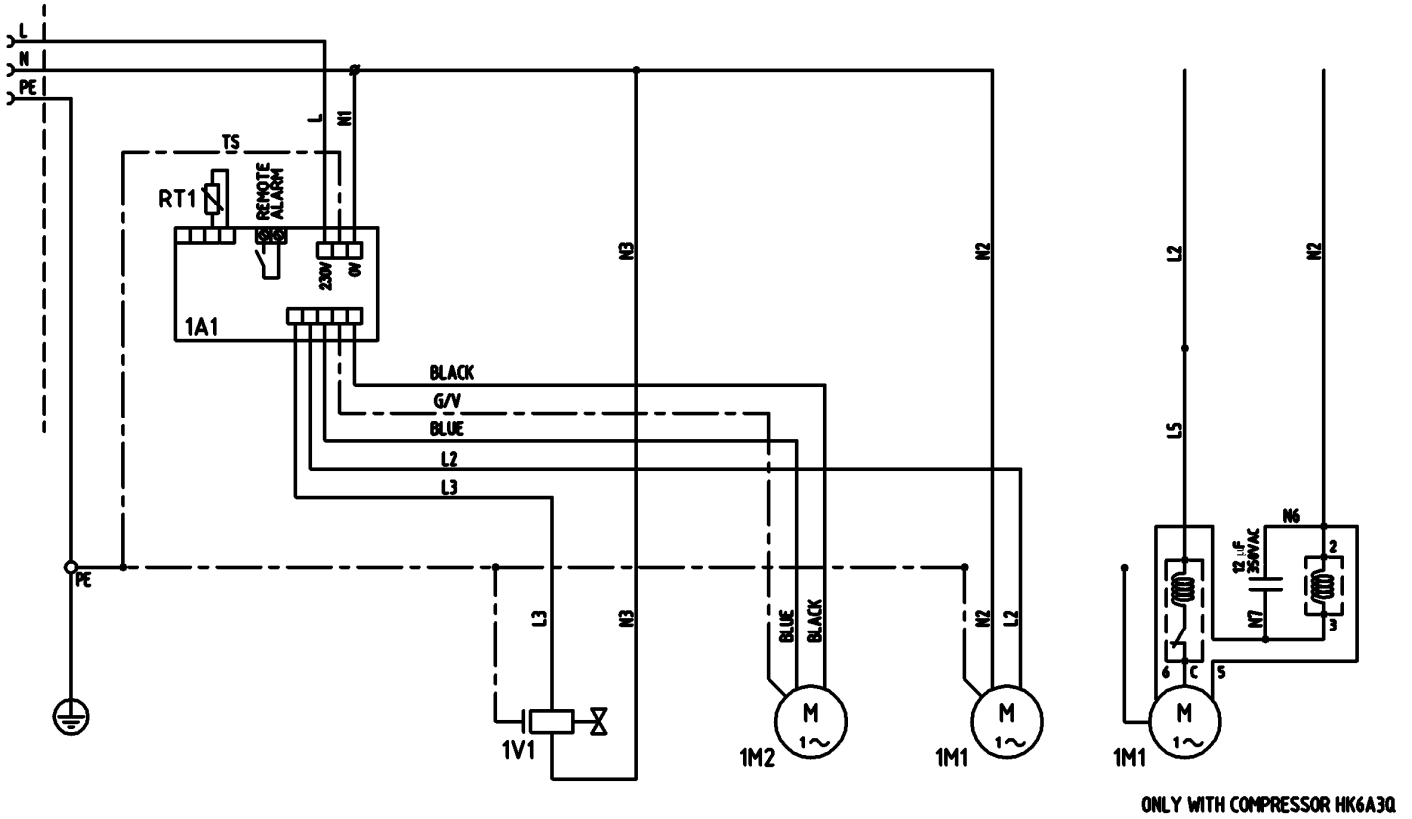 L
N
PE
L
N1
TS
RT1
REMOTE
ALARM
230V
0V
1A1
N3
N2
L2
N2
BLACK
G/V
BLUE
L2
L3
L5
N6
12 µF
350VAC
2
PE
L3
N3
BLUE
BLACK
N2
L2
N7
3
6
C
5
M
1~
M
1~
M
1~
1V1
1M2
1M1
1M1
ONLY WITH COMPRESSOR HK6A3Q